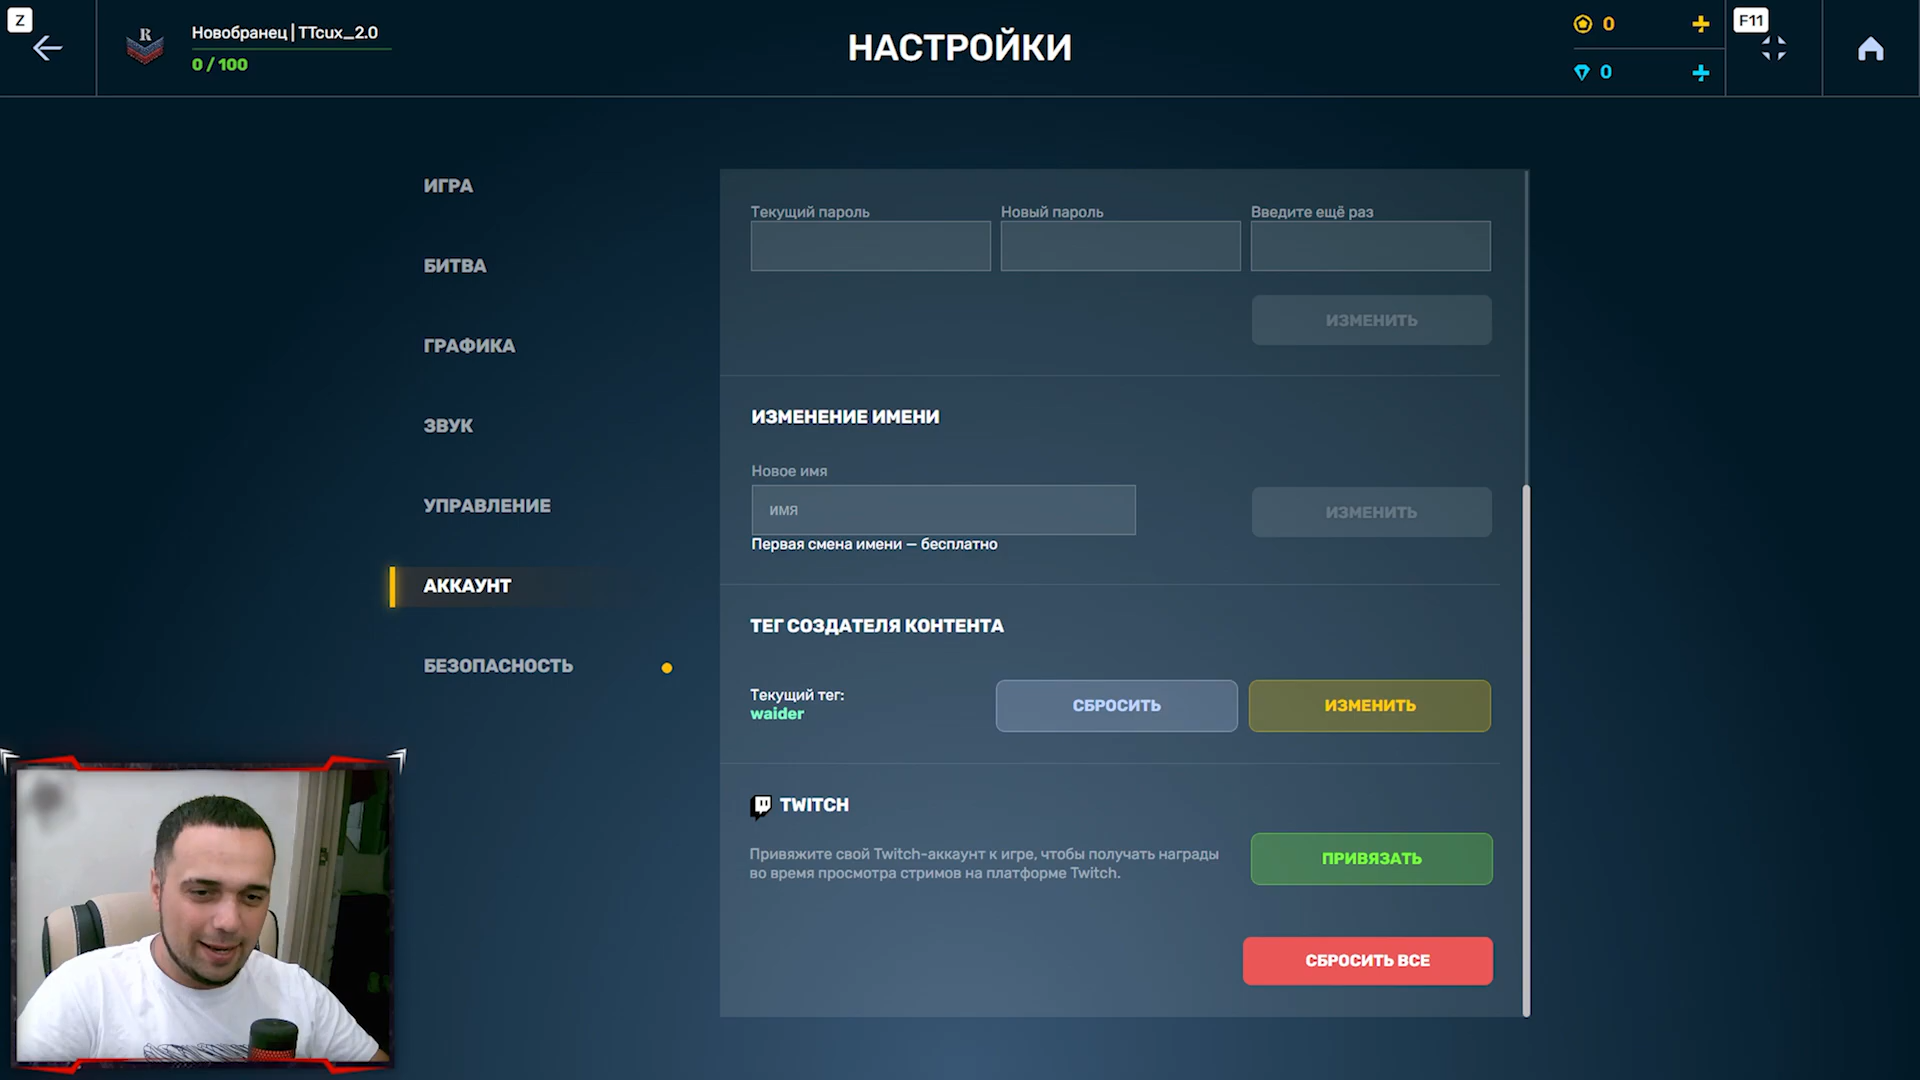 Z
R
Новобранец | TTcux_2.0
0 / 100
НАСТРОЙКИ
0
0
F11
ИГРА
БИТВА
ГРАФИКА
ЗВУК
УПРАВЛЕНИЕ
АККАУНТ
БЕЗОПАСНОСТЬ
Текущий пароль
Новый пароль
Введите ещё раз
ИЗМЕНИТЬ
ИЗМЕНЕНИЕ ИМЕНИ
Новое имя
имя
ИЗМЕНИТЬ
Первая смена имени — бесплатно
ТЕГ СОЗДАТЕЛЯ КОНТЕНТА
Текущий тег:
waider
СБРОСИТЬ
ИЗМЕНИТЬ
TWITCH
Привяжите свой Twitch-аккаунт к игре, чтобы получать награды
во время просмотра стримов на платформе Twitch.
ПРИВЯЗАТЬ
СБРОСИТЬ ВСЕ